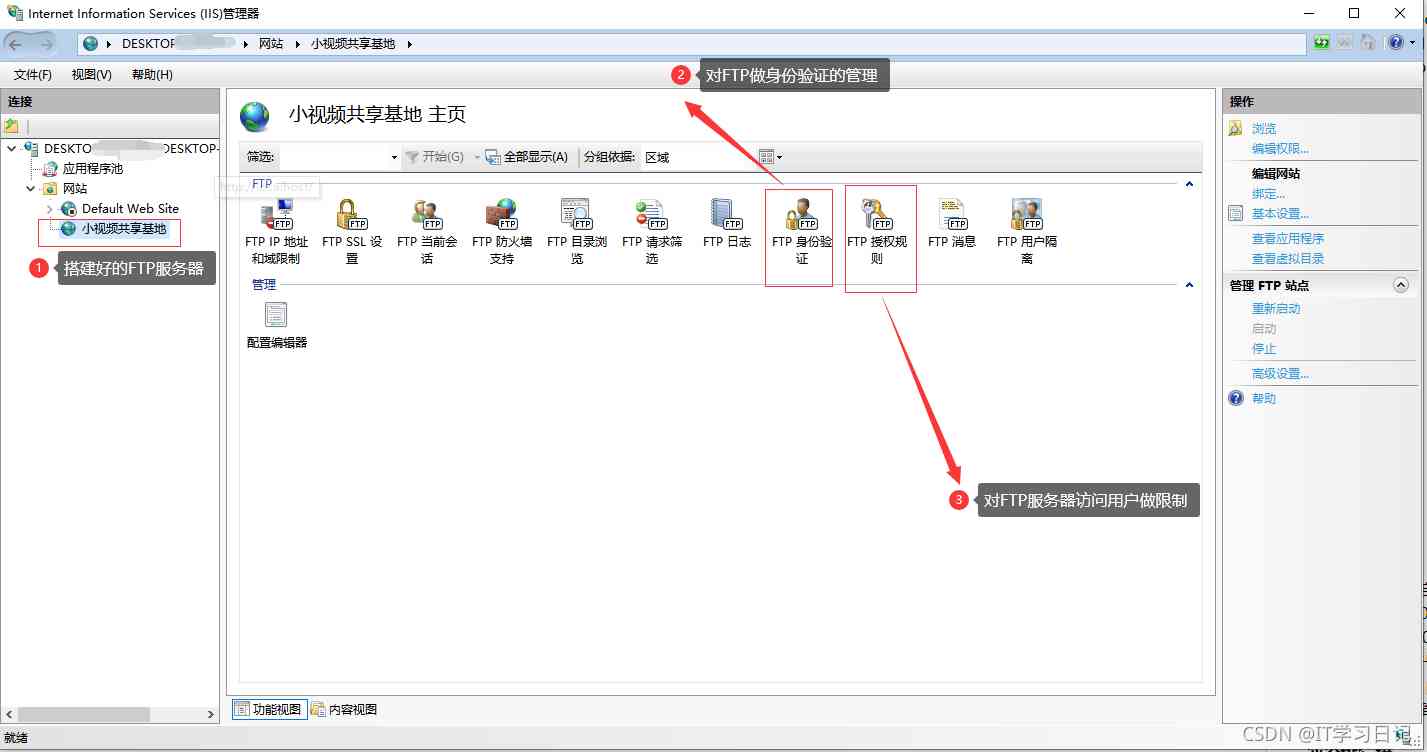 Internet Information Services (IIS)管理器
DESKTOP 网站 小视频共享基地
文件(F) 视图(V) 帮助(H)
2 对FTP做身份验证的管理
连接
DESKTO DESKTOP-
应用程序池
网站
Default Web Site
小视频共享基地
1 搭建好的FTP服务器
小视频共享基地 主页
筛选: 开始(G) 全部显示(A) 分组依据: 区域
FTP
FTP IP 地址和域限制
FTP SSL 设置
FTP 当前会话
FTP 防火墙支持
FTP 目录浏览
FTP 请求筛选
FTP 日志
FTP 身份验证
FTP 授权规则
FTP 消息
FTP 用户隔离
管理
配置编辑器
3 对FTP服务器访问用户做限制
功能视图 内容视图
操作
浏览
编辑权限...
编辑网站
绑定...
基本设置...
查看应用程序
查看虚拟目录
管理 FTP 站点
重新启动
启动
停止
高级设置...
帮助
就绪
CSDN @IT学习日记